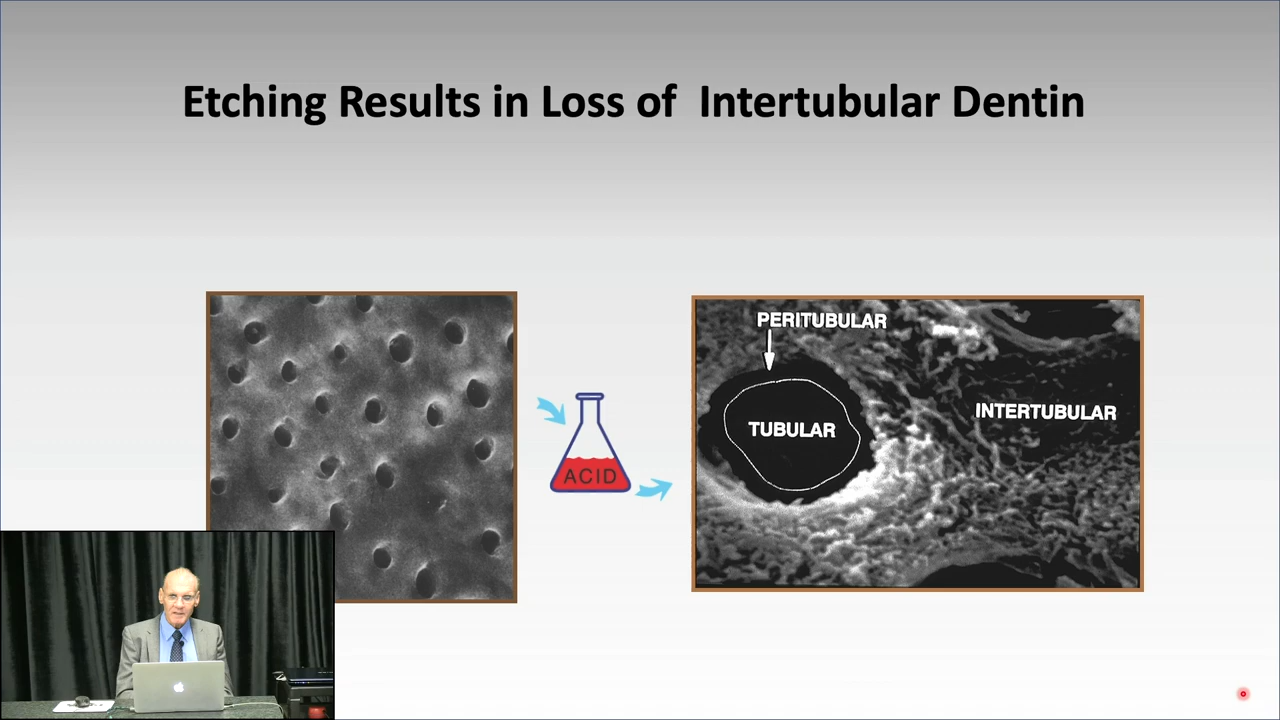 Etching Results in Loss of  Intertubular Dentin
PERITUBULAR
TUBULAR
INTERTUBULAR
ACID